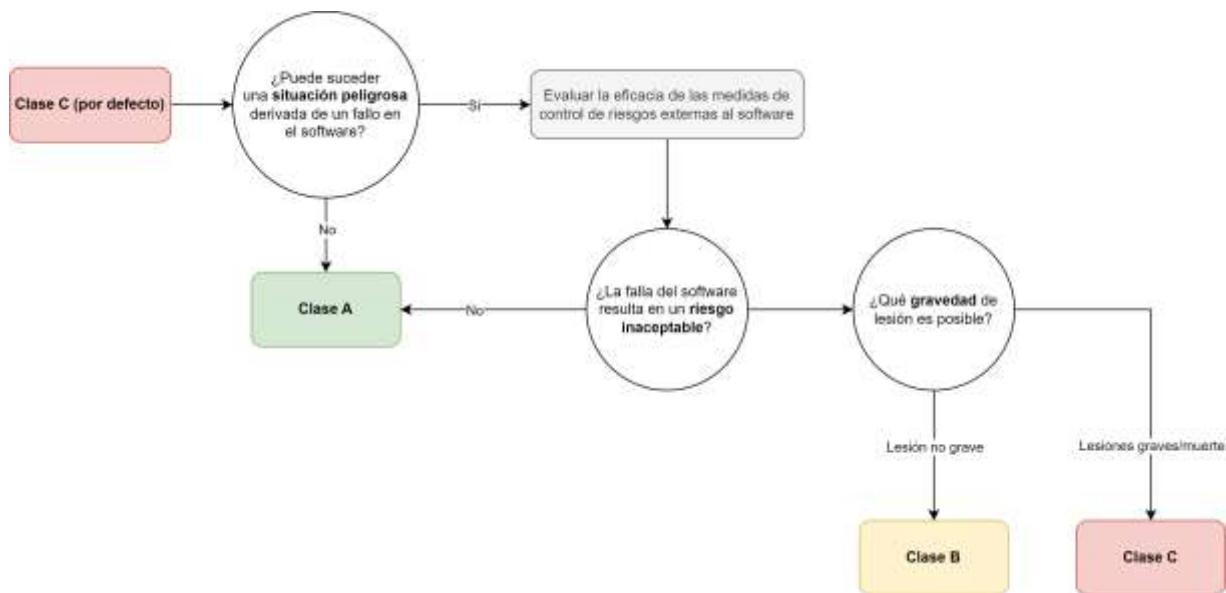 Clase C (por defecto)
¿Puede suceder
una situación peligrosa
derivada de un fallo en
el software?
Sí
Evaluar la eficacia de las medidas de
control de riesgos externas al software
No
Clase A
No
¿La falla del software
resulta en un riesgo
inaceptable?
¿Qué gravedad de
lesión es posible?
Lesión no grave
Lesiones graves/muerte
Clase B
Clase C